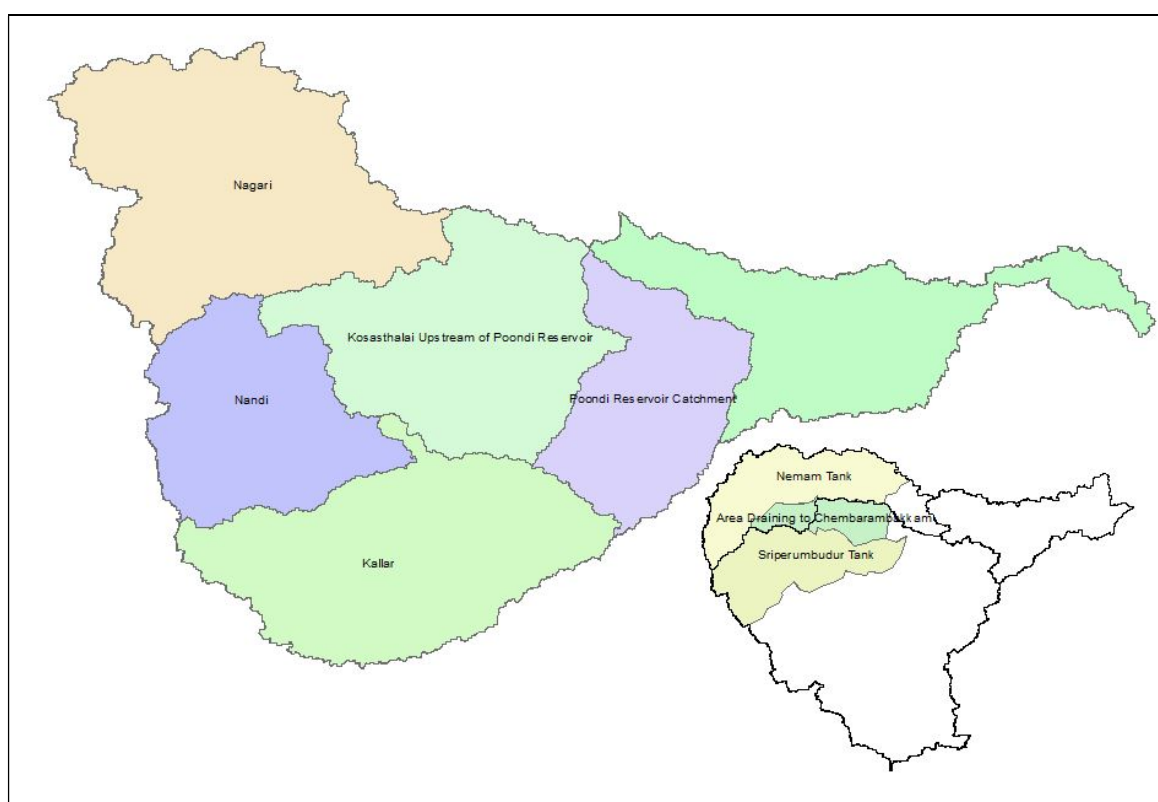 Nagari
Kosasthalai Upstream of Poondi Reservoir
Nandi
Poondi Reservoir Catchment
Nemam Tank
Area Draining to Chembarambakkam
Sriperumbudur Tank
Kallar